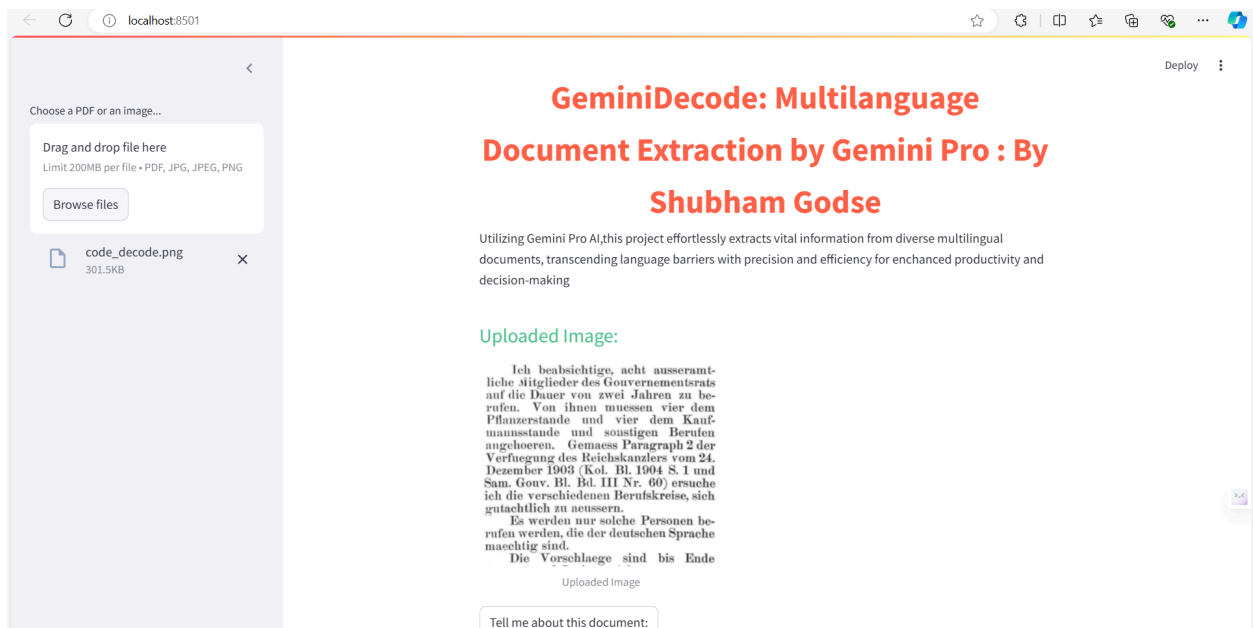 localhost:8501
Deploy
Choose a PDF or an image...
Drag and drop file here
Limit 200MB per file • PDF, JPG, JPEG, PNG
Browse files
code_decode.png
301.5KB
GeminiDecode: Multilanguage
Document Extraction by Gemini Pro : By
Shubham Godse
Utilizing Gemini Pro AI,this project effortlessly extracts vital information from diverse multilingual
documents, transcending language barriers with precision and efficiency for enchanced productivity and
decision-making
Uploaded Image:
Ich beabsichtige, acht ausseramt-
liche Mitglieder des Gouvernementsrats
auf die Dauer von zwei Jahren zu be-
rufen. Von ihnen muessen vier dem
Pflanzerstande und vier dem Kauf-
mannsstande und sonstigen Berufen
angehoeren. Gemaess Paragraph 2 der
Verfuegung des Reichskanzlers vom 24.
Dezember 1903 (Kol. Bl. 1904 S. 1 und
Sam. Gouv. Bl. Bd. III Nr. 60) ersuche
ich die verschiedenen Berufskreise, sich
gutachtlich zu aeussern.
Es werden nur solche Personen be-
rufen werden, die der deutschen Sprache
maechtig sind.
Die Vorschlaege sind bis Ende
Uploaded Image
Tell me about this document: